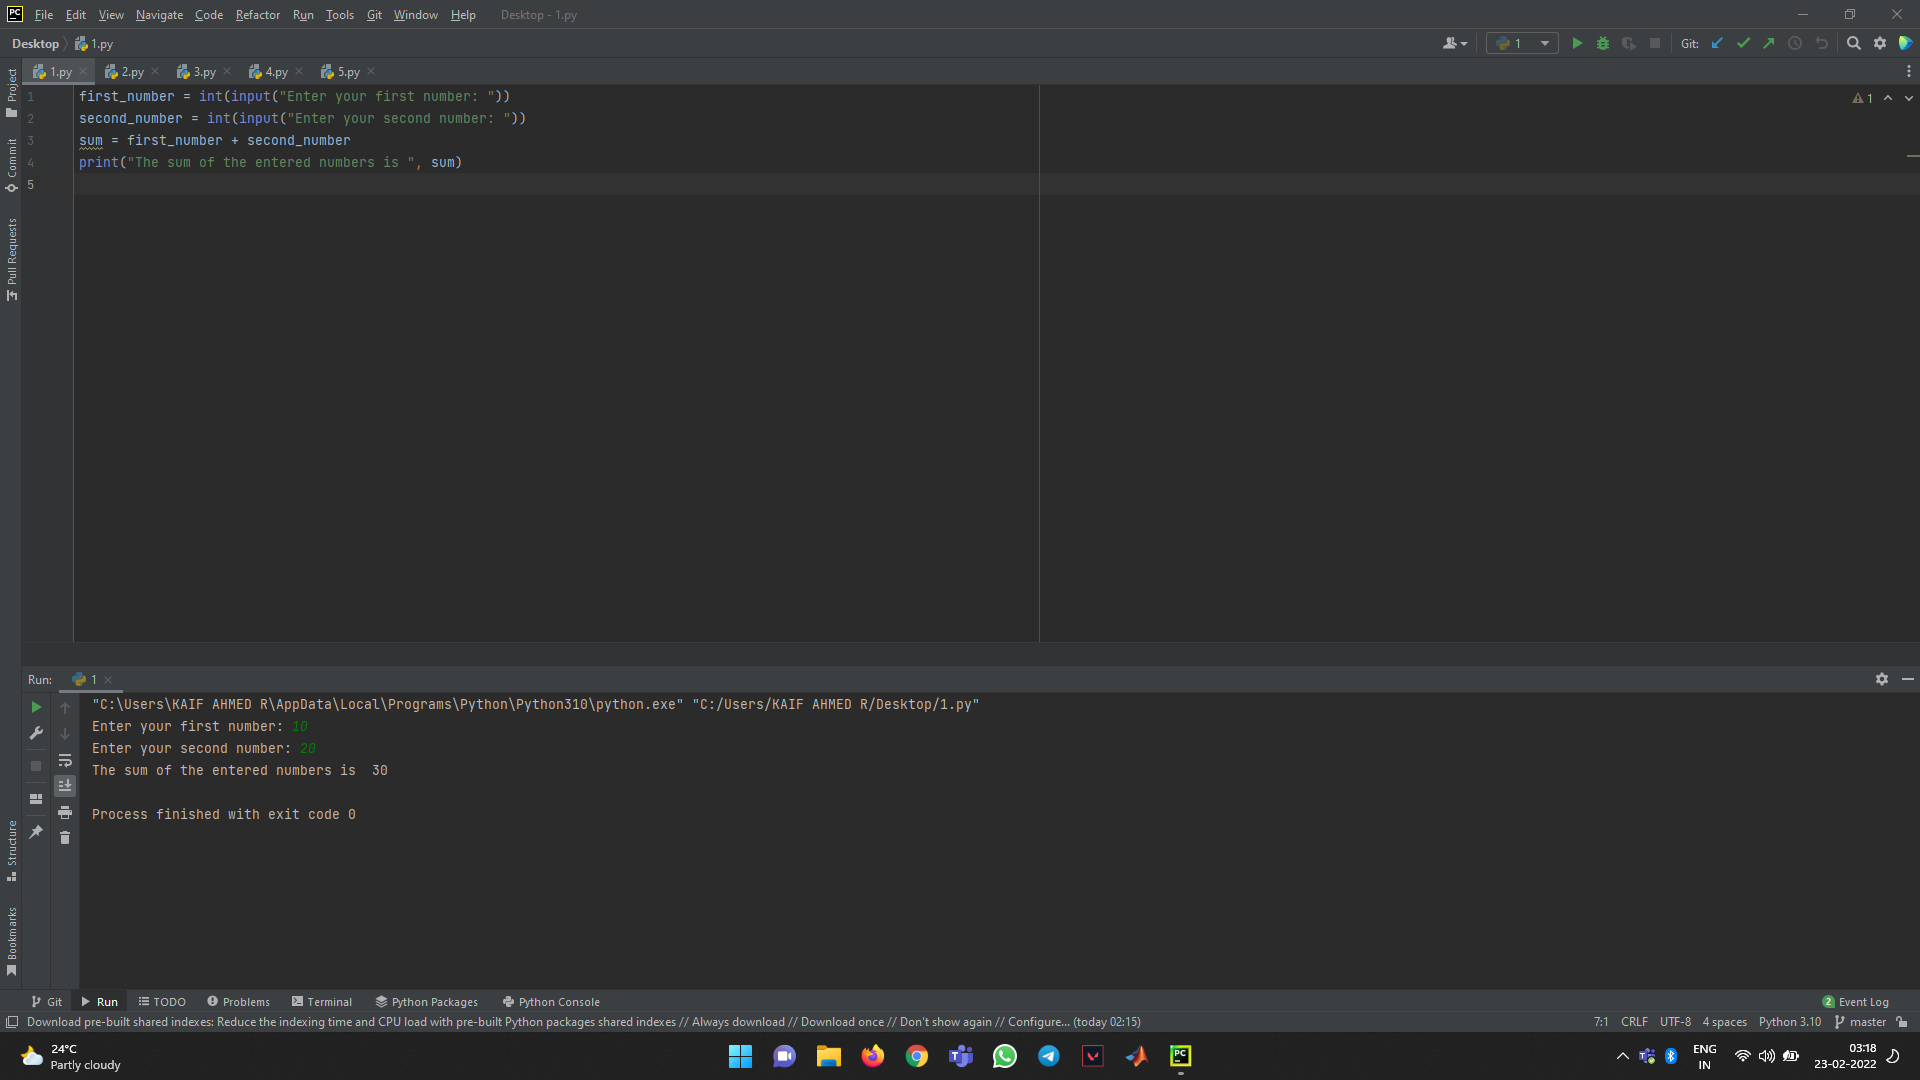 PC File Edit View Navigate Code Refactor Run Tools Git Window Help Desktop - 1.py
Desktop 1.py 1 Git:
1.py 2.py 3.py 4.py 5.py
Project
Commit
Pull Requests
Structure
Bookmarks
1 first_number = int(input("Enter your first number: "))
2 second_number = int(input("Enter your second number: "))
3 sum = first_number + second_number
4 print("The sum of the entered numbers is ", sum)
5
1
Run: 1
"C:\Users\KAIF AHMED R\AppData\Local\Programs\Python\Python310\python.exe" "C:/Users/KAIF AHMED R/Desktop/1.py"
Enter your first number: 10
Enter your second number: 20
The sum of the entered numbers is  30
Process finished with exit code 0
Git Run TODO Problems Terminal Python Packages Python Console 2 Event Log
Download pre-built shared indexes: Reduce the indexing time and CPU load with pre-built Python packages shared indexes // Always download // Download once // Don't show again // Configure... (today 02:15) 7:1 CRLF UTF-8 4 spaces Python 3.10 master
24°C
Partly cloudy
PC
ENG
IN
03:18
23-02-2022